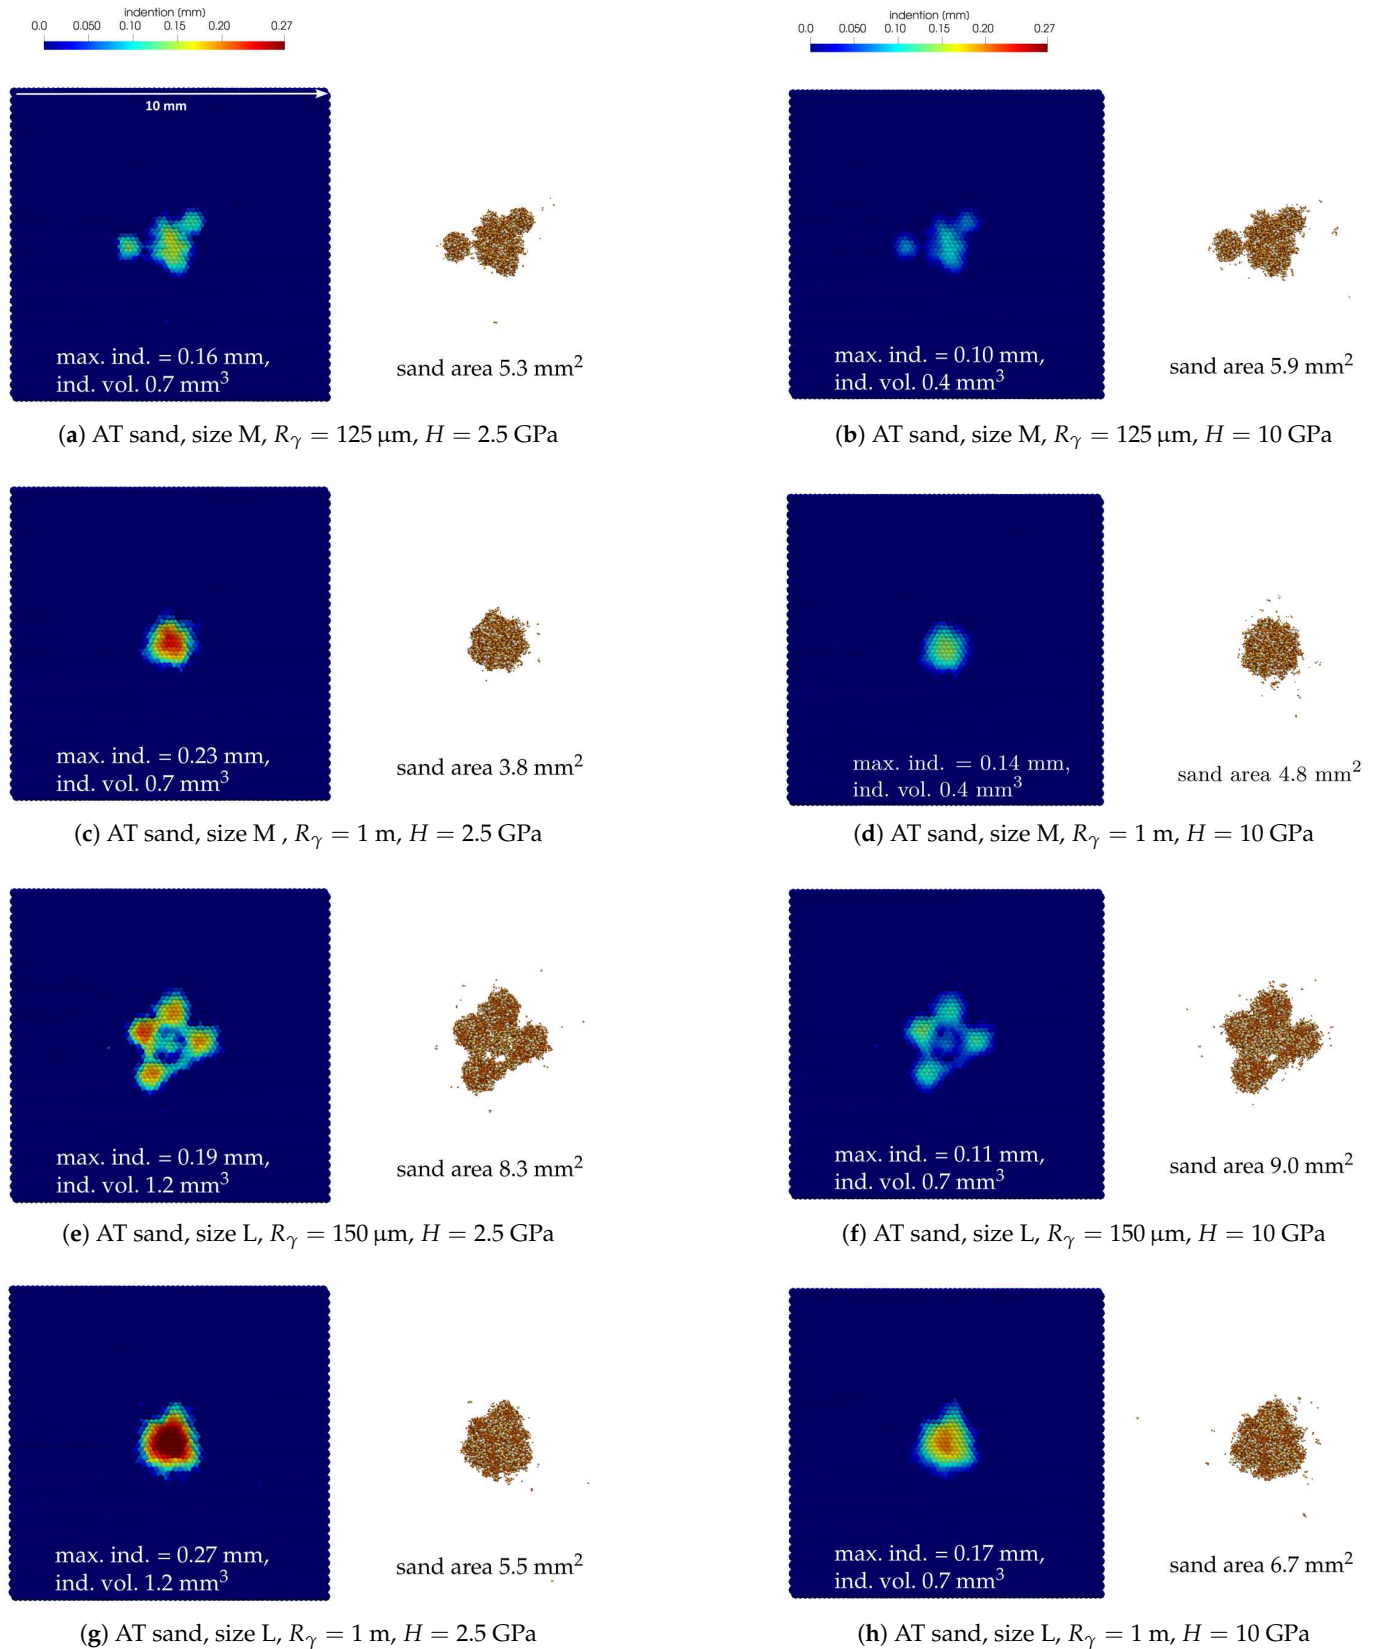 indention (mm)
0.0 0.050 0.10 0.15 0.20 0.27
indention (mm)
0.0 0.050 0.10 0.15 0.20 0.27
10 mm
max. ind. = 0.16 mm,
ind. vol. 0.7 mm³
sand area 5.3 mm²
max. ind. = 0.10 mm,
ind. vol. 0.4 mm³
sand area 5.9 mm²
(a) AT sand, size M, Rγ = 125 µm, H = 2.5 GPa
(b) AT sand, size M, Rγ = 125 µm, H = 10 GPa
max. ind. = 0.23 mm,
ind. vol. 0.7 mm³
sand area 3.8 mm²
max. ind. = 0.14 mm,
ind. vol. 0.4 mm³
sand area 4.8 mm²
(c) AT sand, size M , Rγ = 1 m, H = 2.5 GPa
(d) AT sand, size M, Rγ = 1 m, H = 10 GPa
max. ind. = 0.19 mm,
ind. vol. 1.2 mm³
sand area 8.3 mm²
max. ind. = 0.11 mm,
ind. vol. 0.7 mm³
sand area 9.0 mm²
(e) AT sand, size L, Rγ = 150 µm, H = 2.5 GPa
(f) AT sand, size L, Rγ = 150 µm, H = 10 GPa
max. ind. = 0.27 mm,
ind. vol. 1.2 mm³
sand area 5.5 mm²
max. ind. = 0.17 mm,
ind. vol. 0.7 mm³
sand area 6.7 mm²
(g) AT sand, size L, Rγ = 1 m, H = 2.5 GPa
(h) AT sand, size L, Rγ = 1 m, H = 10 GPa